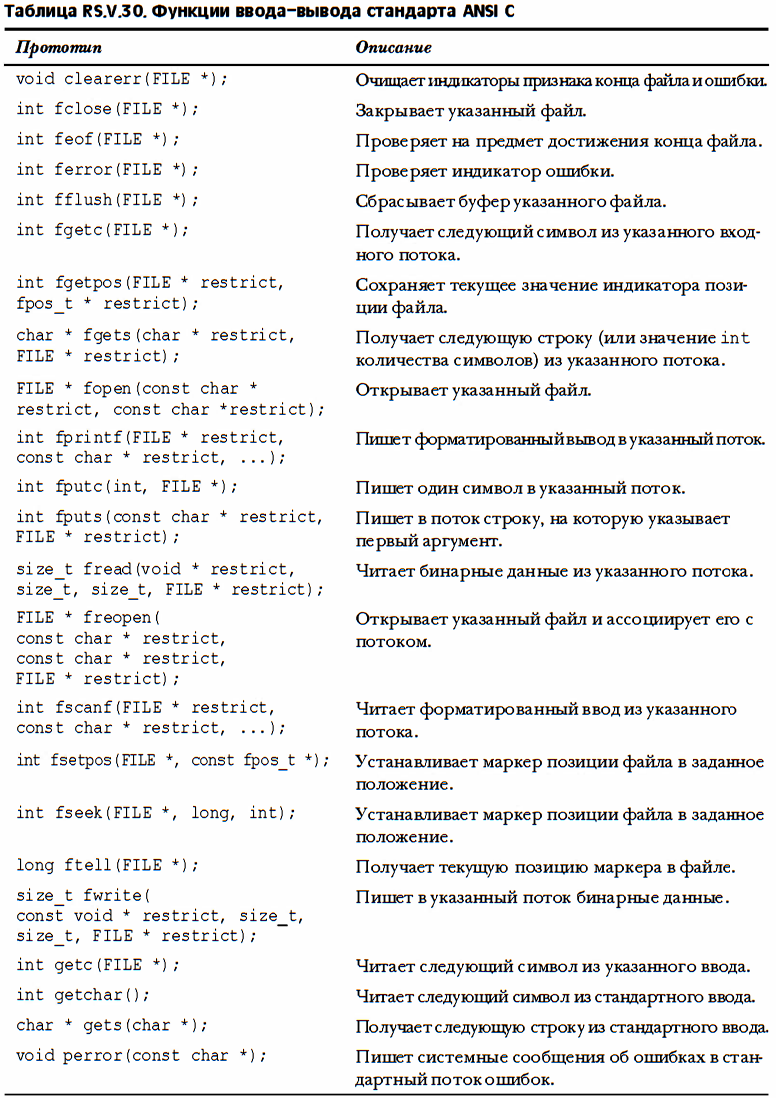 Таблица RS.V.30. Функции ввода-вывода стандарта ANSI C
Прототип Описание
void clearerr(FILE *); Очищает индикаторы признака конца файла и ошибки.
int fclose(FILE *); Закрывает указанный файл.
int feof(FILE *); Проверяет на предмет достижения конца файла.
int ferror(FILE *); Проверяет индикатор ошибки.
int fflush(FILE *); Сбрасывает буфер указанного файла.
int fgetc(FILE *); Получает следующий символ из указанного вход-
ного потока.
int fgetpos(FILE * restrict, Сохраняет текущее значение индикатора пози-
fpos_t * restrict); ции файла.
char * fgets(char * restrict, Получает следующую строку (или значение int
FILE * restrict); количества символов) из указанного потока.
FILE * fopen(const char * Открывает указанный файл.
restrict, const char *restrict);
int fprintf(FILE * restrict, Пишет форматированный вывод в указанный поток.
const char * restrict, ...);
int fputc(int, FILE *); Пишет один символ в указанный поток.
int fputs(const char * restrict, Пишет в поток строку, на которую указывает
FILE * restrict); первый аргумент.
size_t fread(void * restrict, Читает бинарные данные из указанного потока.
size_t, size_t, FILE * restrict);
FILE * freopen( Открывает указанный файл и ассоциирует его с
const char * restrict, потоком.
const char * restrict,
FILE * restrict);
int fscanf(FILE * restrict, Читает форматированный ввод из указанного
const char * restrict, ...); потока.
int fsetpos(FILE *, const fpos_t *); Устанавливает маркер позиции файла в заданное
положение.
int fseek(FILE *, long, int); Устанавливает маркер позиции файла в заданное
положение.
long ftell(FILE *); Получает текущую позицию маркера в файле.
size_t fwrite( Пишет в указанный поток бинарные данные.
const void * restrict, size_t,
size_t, FILE * restrict);
int getc(FILE *); Читает следующий символ из указанного ввода.
int getchar(); Читает следующий символ из стандартного ввода.
char * gets(char *); Получает следующую строку из стандартного ввода.
void perror(const char *); Пишет системные сообщения об ошибках в стан-
дартный поток ошибок.